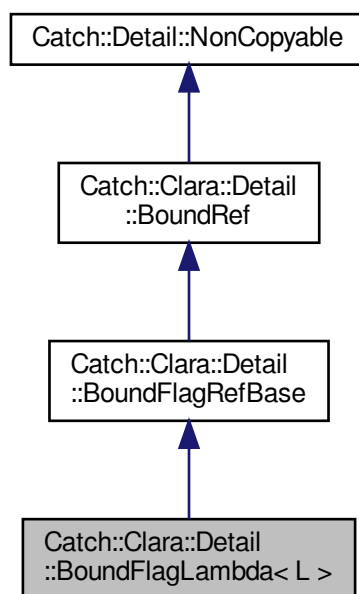 Catch::Detail::NonCopyable
Catch::Clara::Detail
::BoundRef
Catch::Clara::Detail
::BoundFlagRefBase
Catch::Clara::Detail
::BoundFlagLambda< L >